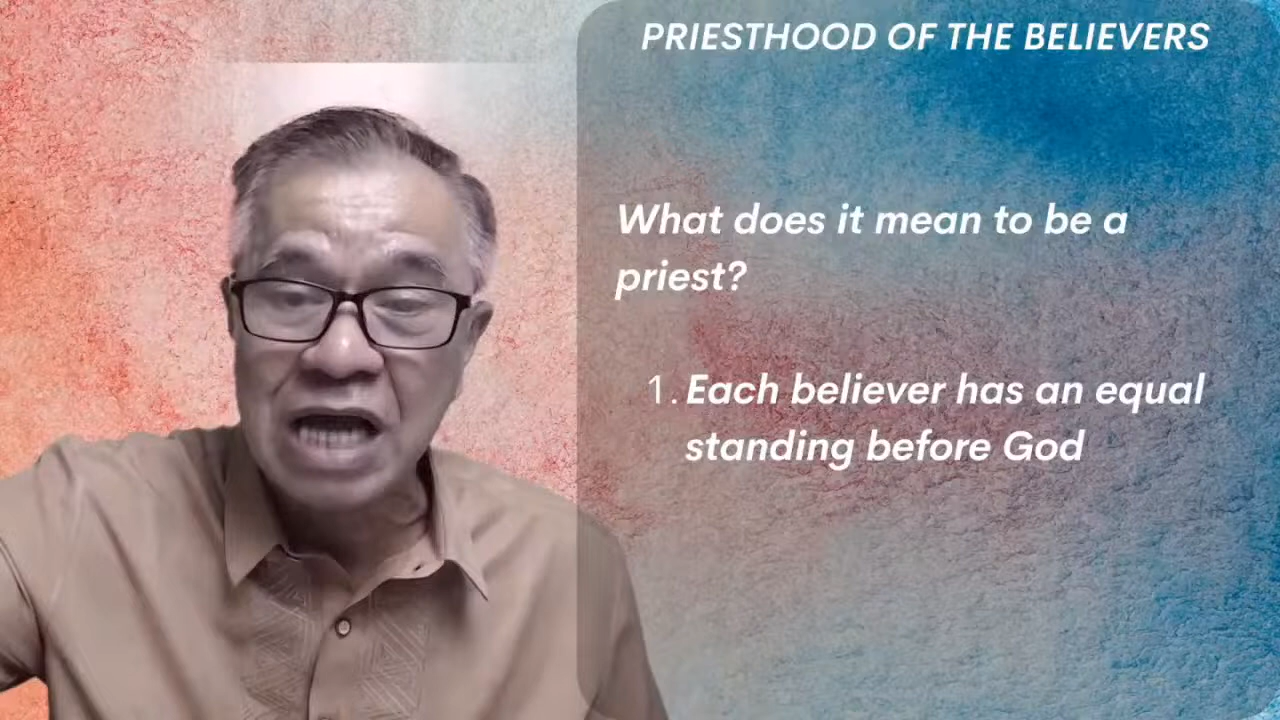 PRIESTHOOD OF THE BELIEVERS
What does it mean to be a
priest?
1. Each believer has an equal
standing before God